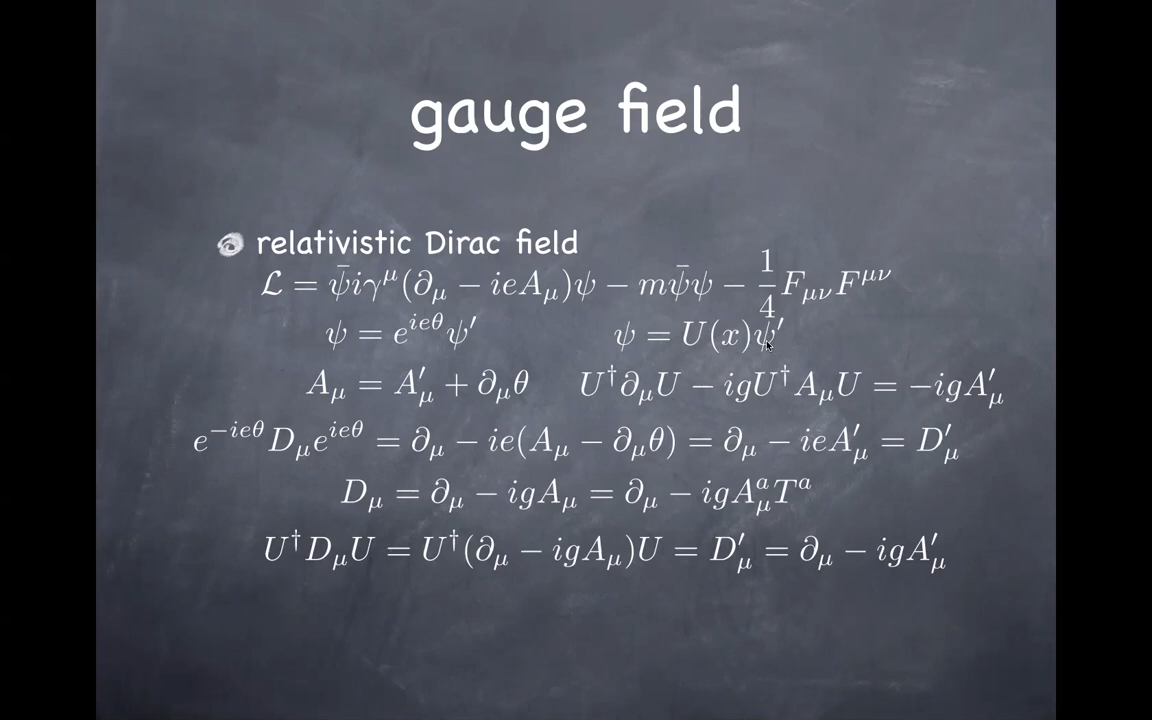 gauge field
relativistic Dirac field
ℒ = ψ̄iγ^μ(∂_μ − ieA_μ)ψ − mψ̄ψ − 1/4 F_μν F^μν
ψ = e^{ieθ}ψ′ ψ = U(x)ψ′
A_μ = A′_μ + ∂_μθ U†∂_μU − igU†A_μU = −igA′_μ
e^{−ieθ}D_μe^{ieθ} = ∂_μ − ie(A_μ − ∂_μθ) = ∂_μ − ieA′_μ = D′_μ
D_μ = ∂_μ − igA_μ = ∂_μ − igA^a_μT^a
U†D_μU = U†(∂_μ − igA_μ)U = D′_μ = ∂_μ − igA′_μ